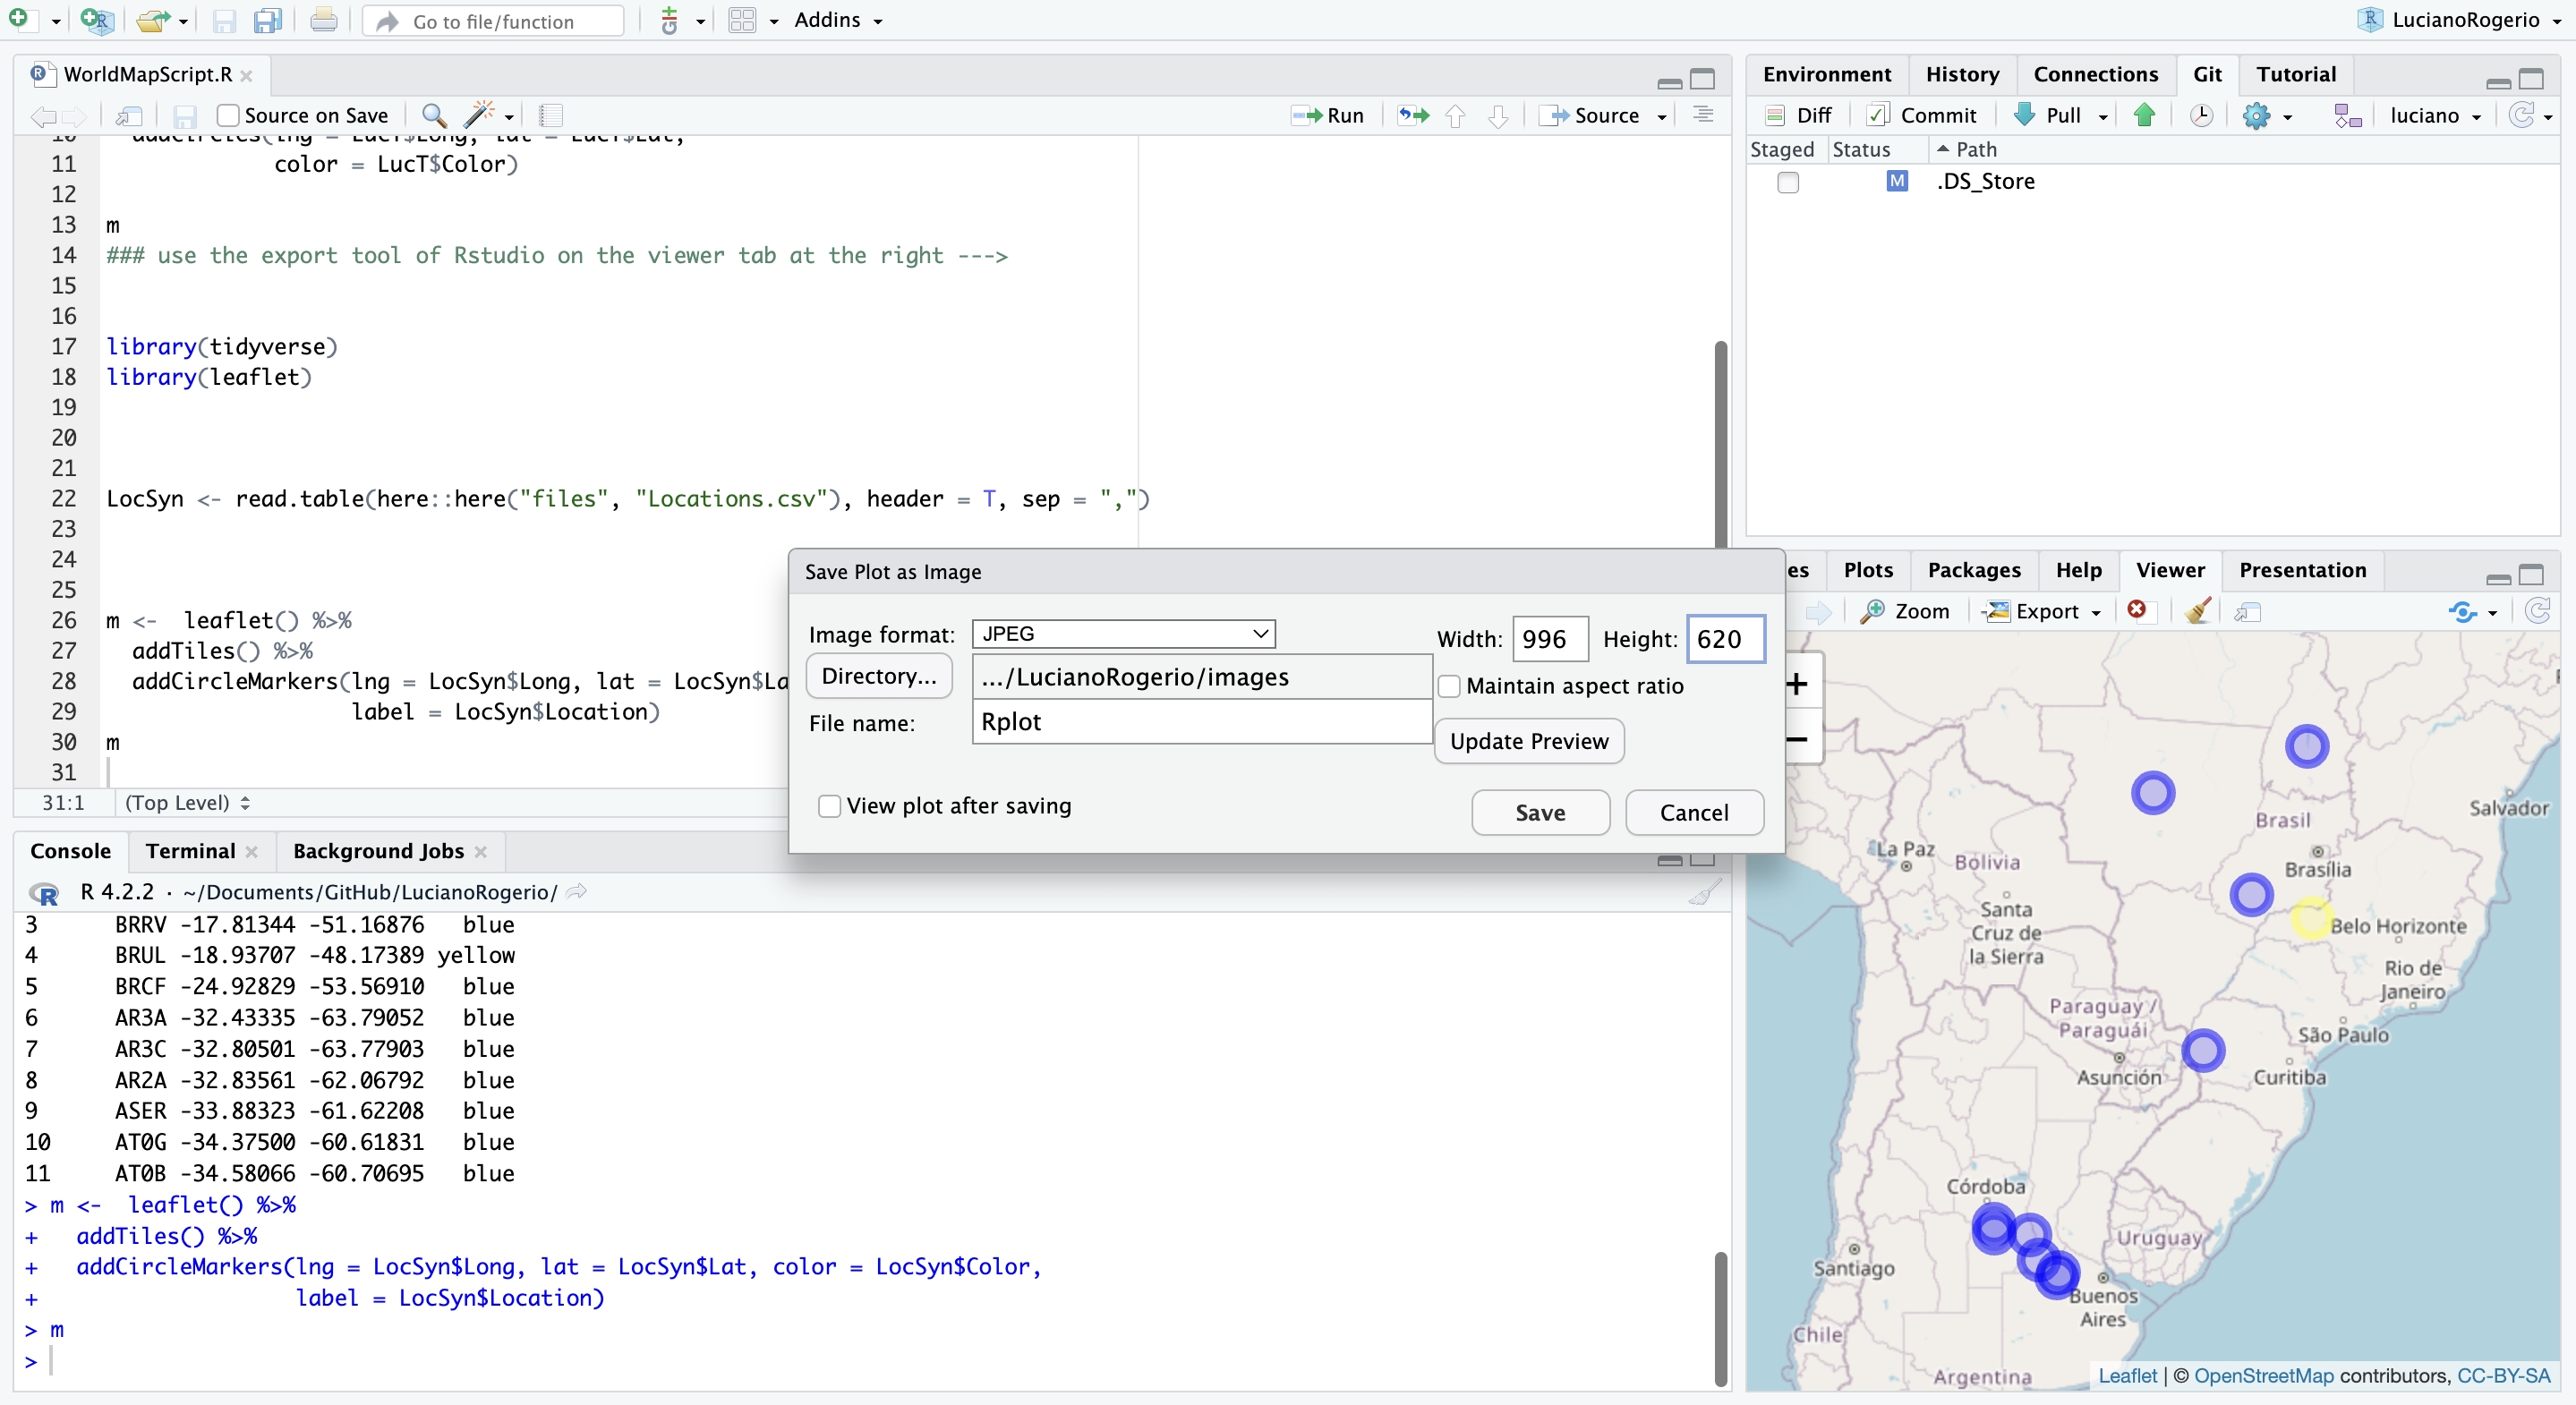 Go to file/function
Addins
LucianoRogerio
WorldMapScript.R
Source on Save
Run
Source
11 color = LucT$Color)
12
13 m
14 ### use the export tool of Rstudio on the viewer tab at the right --->
15
16
17 library(tidyverse)
18 library(leaflet)
19
20
21
22 LocSyn <- read.table(here::here("files", "Locations.csv"), header = T, sep = ",")
23
24
25
26 m <-  leaflet() %>%
27 addTiles() %>%
28 addCircleMarkers(lng = LocSyn$Long, lat = LocSyn$La
29 label = LocSyn$Location)
30 m
31
31:1 (Top Level)
Save Plot as Image
Image format: JPEG
Width: 996 Height: 620
Directory... .../LucianoRogerio/images
Maintain aspect ratio
File name: Rplot
Update Preview
View plot after saving
Save Cancel
Console Terminal Background Jobs
R 4.2.2 · ~/Documents/GitHub/LucianoRogerio/
3 BRRV -17.81344 -51.16876 blue
4 BRUL -18.93707 -48.17389 yellow
5 BRCF -24.92829 -53.56910 blue
6 AR3A -32.43335 -63.79052 blue
7 AR3C -32.80501 -63.77903 blue
8 AR2A -32.83561 -62.06792 blue
9 ASER -33.88323 -61.62208 blue
10 AT0G -34.37500 -60.61831 blue
11 AT0B -34.58066 -60.70695 blue
> m <-  leaflet() %>%
+ addTiles() %>%
+ addCircleMarkers(lng = LocSyn$Long, lat = LocSyn$Lat, color = LocSyn$Color,
+ label = LocSyn$Location)
> m
>
Environment History Connections Git Tutorial
Diff Commit Pull luciano
Staged Status Path
M .DS_Store
es Plots Packages Help Viewer Presentation
Zoom Export
+
−
Salvador
Brasil
La Paz
Bolivia
Brasília
Santa
Cruz de
la Sierra
Belo Horizonte
Rio de
Janeiro
Paraguay /
Paraguái
São Paulo
Asunción
Curitiba
Córdoba
Uruguay
Santiago
Buenos
Aires
Chile
Argentina
Leaflet | © OpenStreetMap contributors, CC-BY-SA